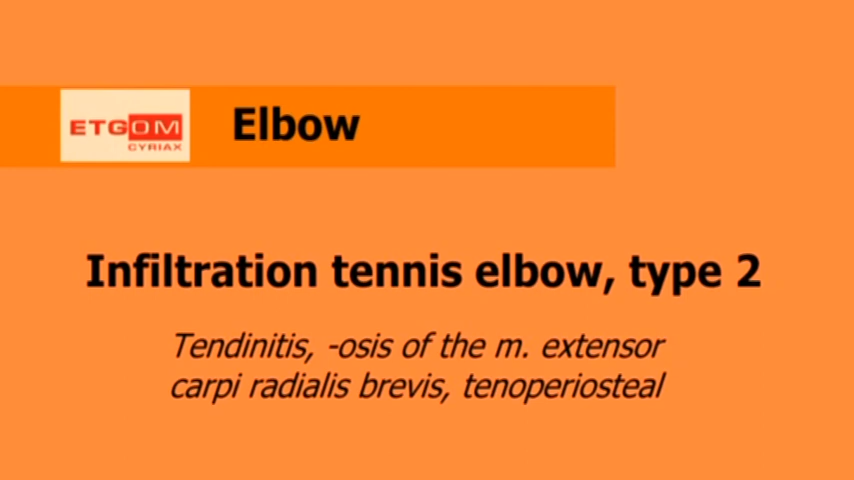 ETGOM
CYRIAX
Elbow
Infiltration tennis elbow, type 2
Tendinitis, -osis of the m. extensor
carpi radialis brevis, tenoperiosteal